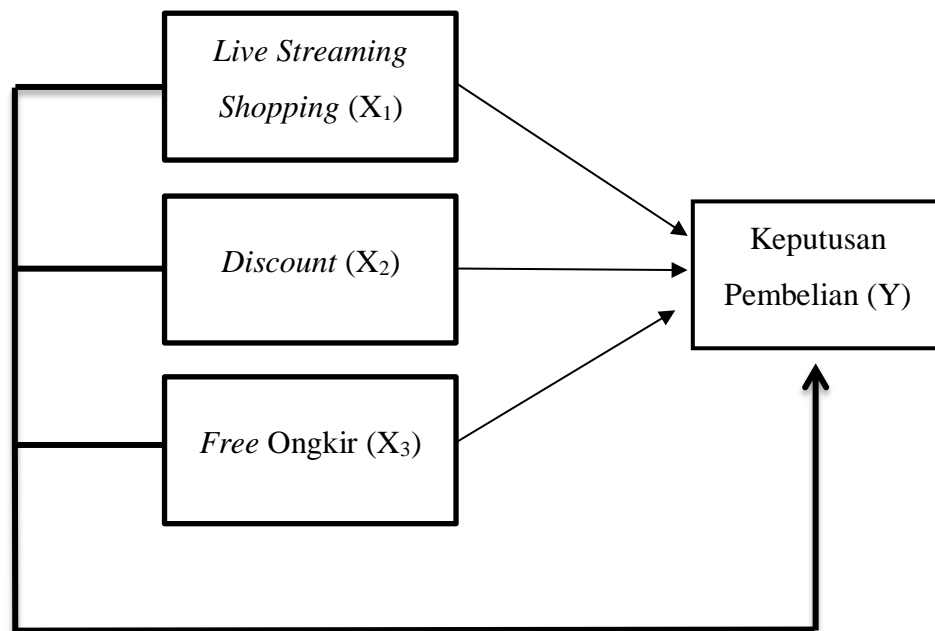 Live Streaming
Shopping (X₁)
Discount (X₂)
Free Ongkir (X₃)
Keputusan
Pembelian (Y)